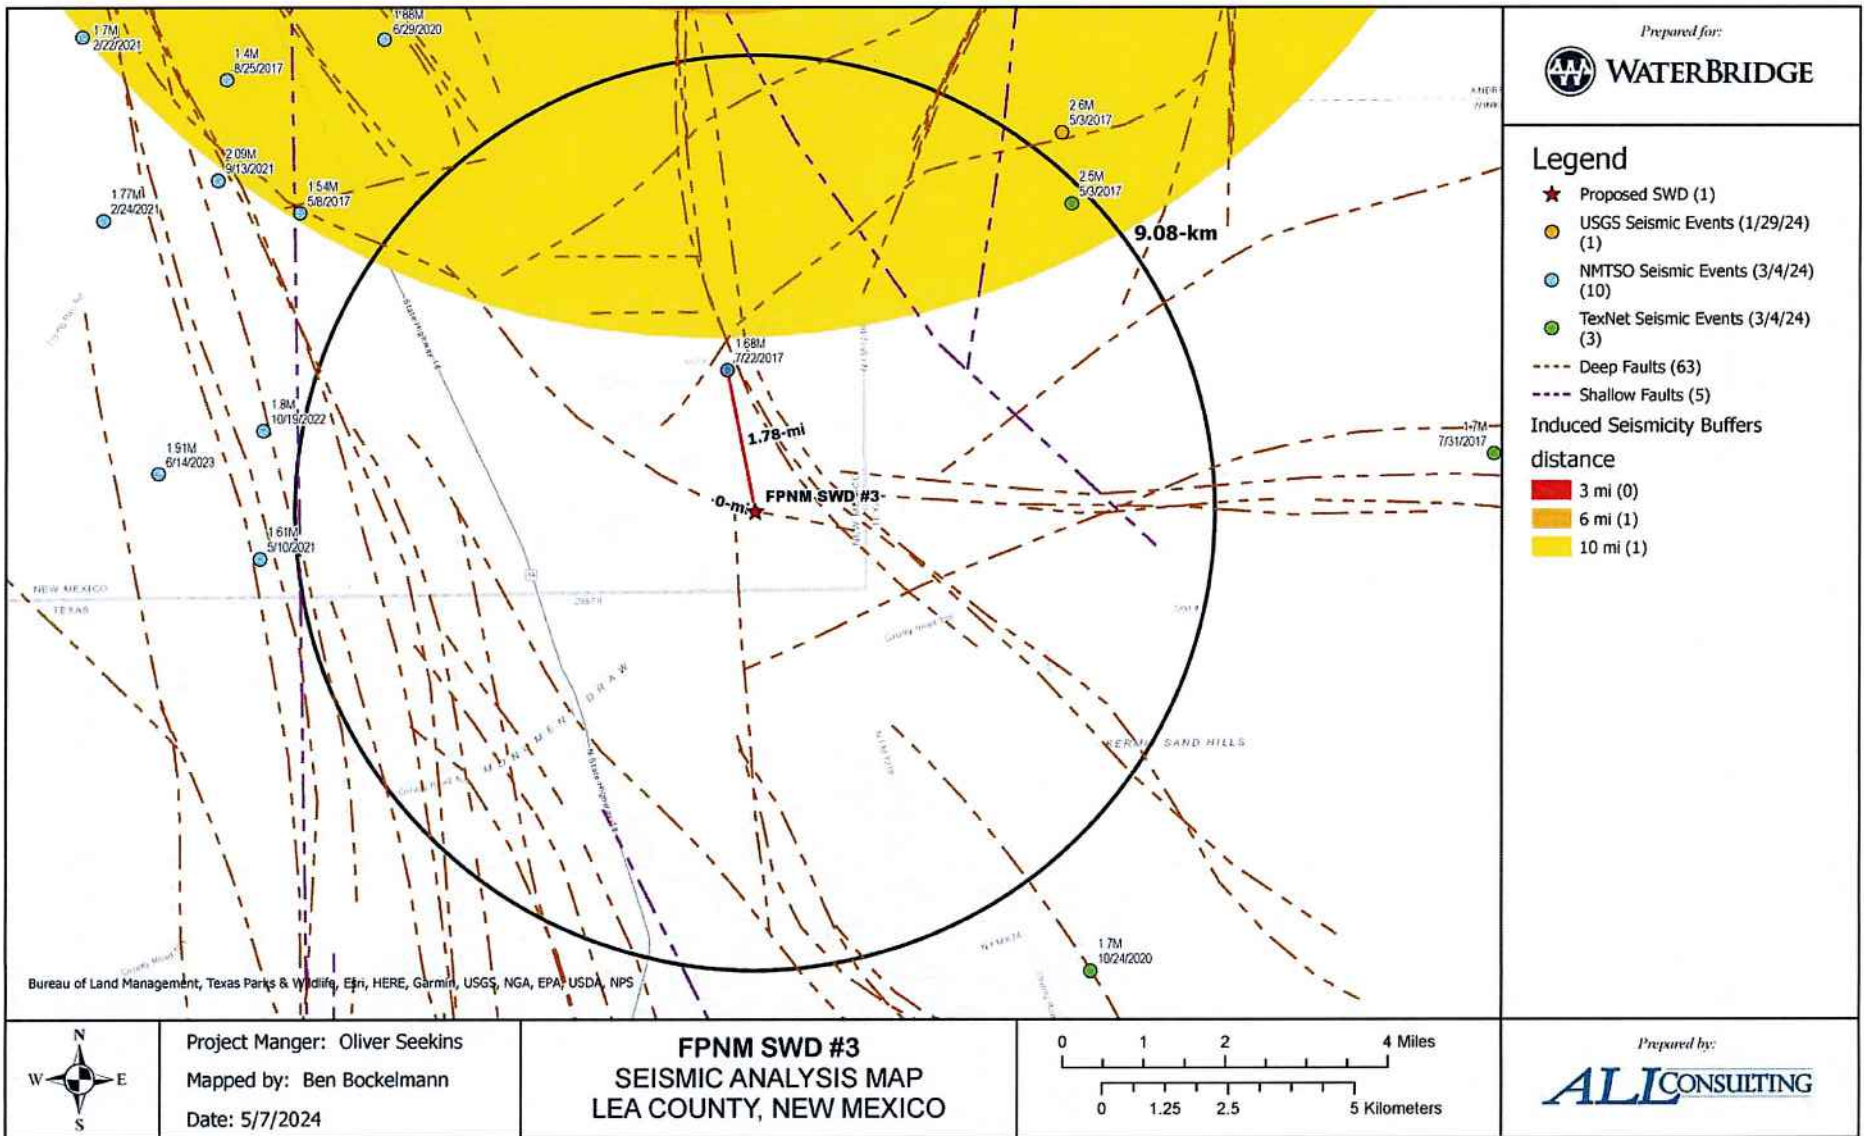 1.7M
2/22/2021
1.88M
6/29/2020
1.4M
8/25/2017
2.6M
5/3/2017
2.09M
9/13/2021
1.54M
5/8/2017
2.5M
5/3/2017
1.77M
2/24/2021
9.08-km
State Highway 18
1.68M
7/22/2017
1.8M
10/19/2022
1.78-mi
1.7M
7/31/2017
1.91M
6/14/2023
0-mi
FPNM SWD #3
NEW MEXICO
1.61M
5/10/2021
NEW MEXICO
TEXAS
MONUMENT DRAW
N State Highway 18
SAND HILLS
1.7M
10/24/2020
Bureau of Land Management, Texas Parks & Wildlife, Esri, HERE, Garmin, USGS, NGA, EPA, USDA, NPS
Prepared for:
WATERBRIDGE
Legend
Proposed SWD (1)
USGS Seismic Events (1/29/24)
(1)
NMTSO Seismic Events (3/4/24)
(10)
TexNet Seismic Events (3/4/24)
(3)
Deep Faults (63)
Shallow Faults (5)
Induced Seismicity Buffers
distance
3 mi (0)
6 mi (1)
10 mi (1)
N
W E
S
Project Manger: Oliver Seekins
Mapped by: Ben Bockelmann
Date: 5/7/2024
FPNM SWD #3
SEISMIC ANALYSIS MAP
LEA COUNTY, NEW MEXICO
0 1 2 4 Miles
0 1.25 2.5 5 Kilometers
Prepared by:
ALL CONSULTING